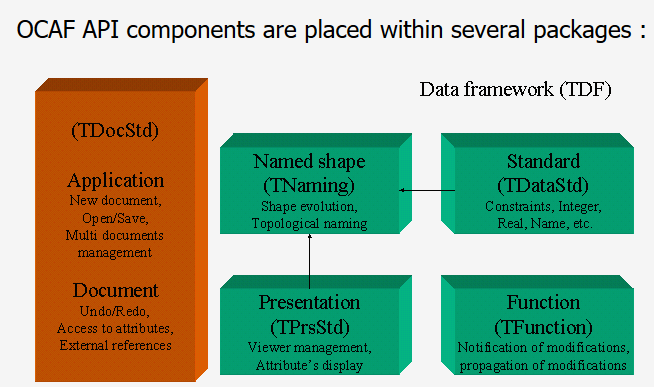 OCAF API components are placed within several packages :
Data framework (TDF)
(TDocStd)
Application
New document,
Open/Save,
Multi documents
management
Document
Undo/Redo,
Access to attributes,
External references
Named shape
(TNaming)
Shape evolution,
Topological naming
Standard
(TDataStd)
Constraints, Integer,
Real, Name, etc.
Presentation
(TPrsStd)
Viewer management,
Attribute's display
Function
(TFunction)
Notification of modifications,
propagation of modifications